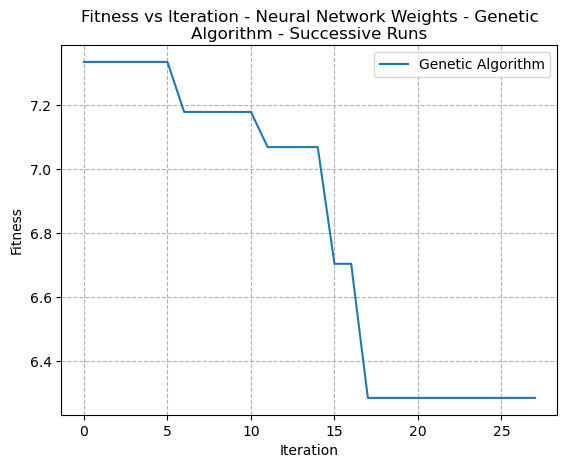 Fitness vs Iteration - Neural Network Weights - Genetic
Algorithm - Successive Runs
Genetic Algorithm
7.2
7.0
6.8
6.6
6.4
Fitness
0 5 10 15 20 25
Iteration